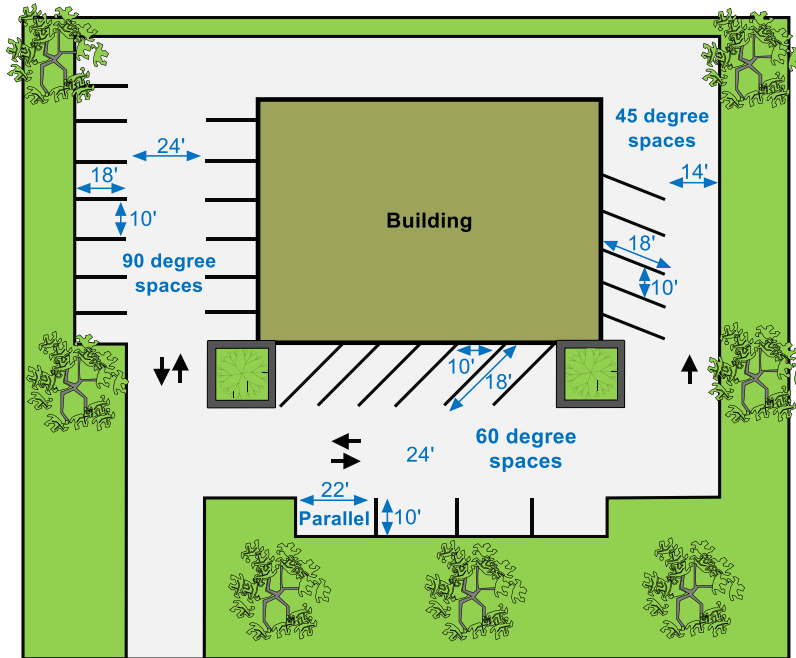 45 degree
spaces
24'
14'
18'
10'
Building
18'
90 degree
spaces
10'
10'
18'
60 degree
spaces
24'
22'
Parallel
10'